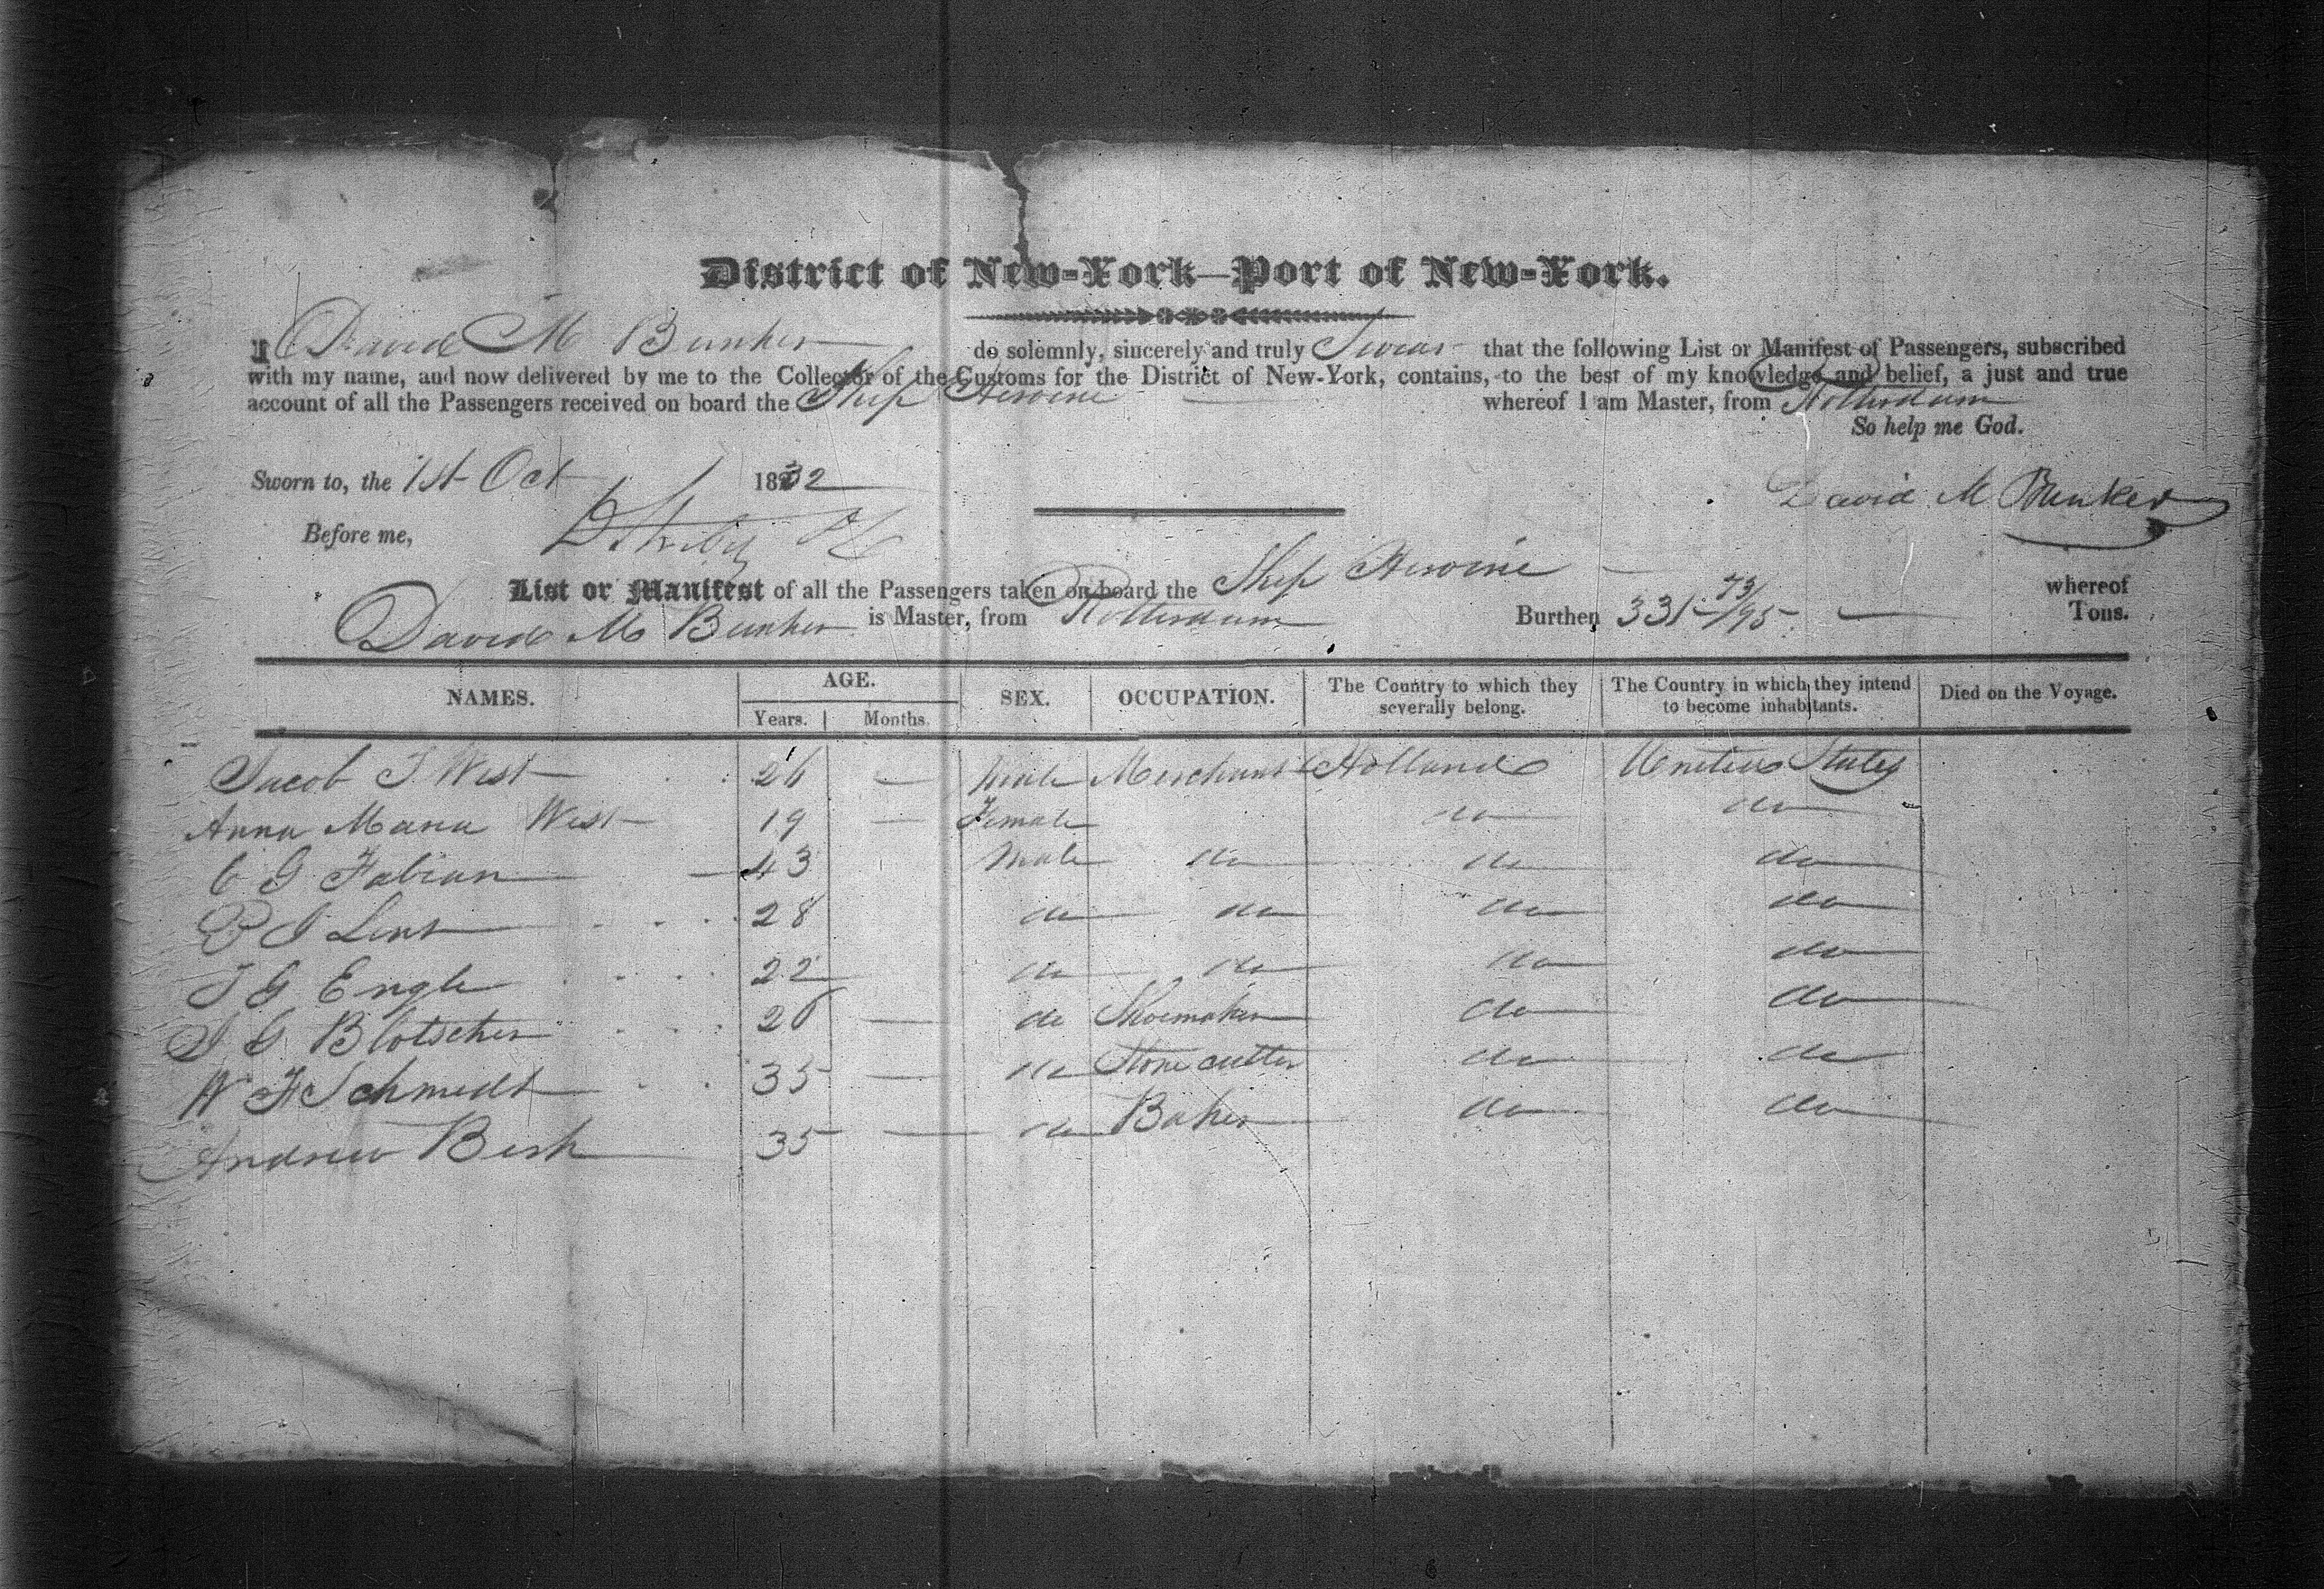 District of New-York—Port of New-York.
I David M Bunker do solemnly, sincerely and truly Swear that the following List or Manifest of Passengers, subscribed
with my name, and now delivered by me to the Collector of the Customs for the District of New-York, contains, to the best of my knowledge and belief, a just and true
account of all the Passengers received on board the Ship Heroine whereof I am Master, from Rotterdam
So help me God.
Sworn to, the 1st Oct 1832
David M Bunker
Before me,
List or Manifest of all the Passengers taken on board the Ship Heroine whereof
David M Bunker is Master, from Rotterdam Burthen 331 73/95 Tons.
NAMES. AGE. SEX. OCCUPATION. The Country to which they severally belong. The Country in which they intend to become inhabitants. Died on the Voyage.
Years. Months.
Jacob J West 26 — Male Merchant Holland United States
Anna Maria West 19 — Female do do
C G Fabian 43 Male do do do
P J Lent 28 do do do do
J G Engle 22 do do do do
J G Blotscher 26 — do Shoemaker do do
W F Schmedt 35 — do Stone cutter do do
Andrew Besh 35 — do Baker do do